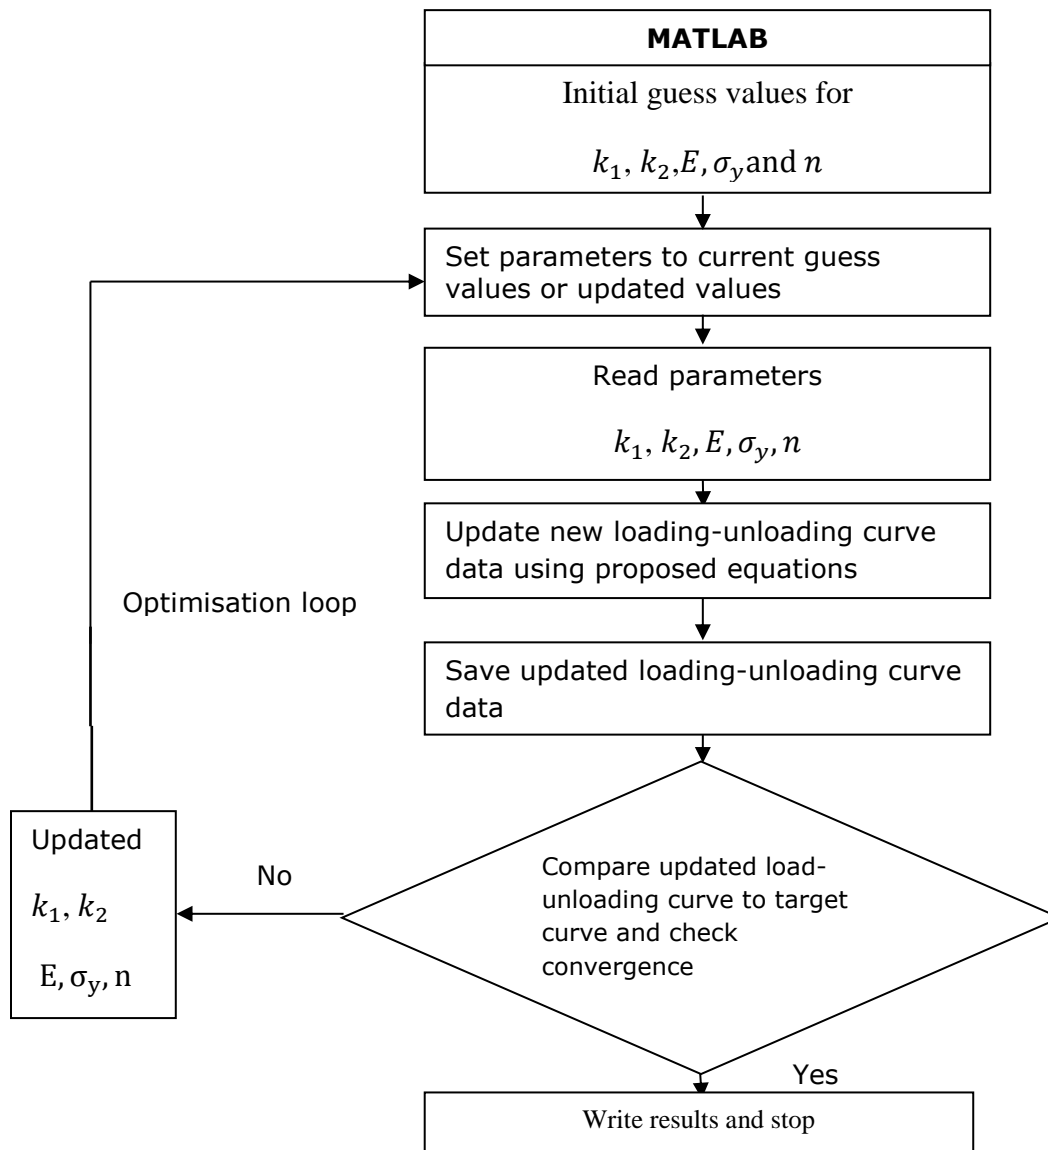 MATLAB
Initial guess values for
k₁, k₂,E, σ_y and n
Set parameters to current guess
values or updated values
Read parameters
k₁, k₂, E, σ_y, n
Update new loading-unloading curve
data using proposed equations
Optimisation loop
Save updated loading-unloading curve
data
Compare updated load-
unloading curve to target
curve and check
convergence
No
Updated
k₁, k₂
E, σ_y, n
Yes
Write results and stop